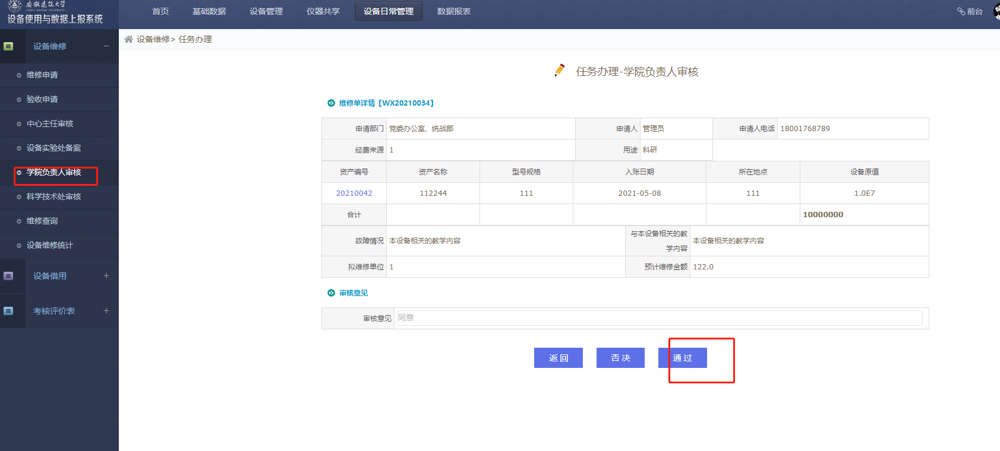 安徽建筑大学
ANHUI JIANZHU UNIVERSITY
设备使用与数据上报系统
首页 基础数据 设备管理 仪器共享 设备日常管理 数据报表 前台
设备维修 −
维修申请
验收申请
中心主任审核
设备实验处备案
学院负责人审核
科学技术处审核
维修查询
设备维修统计
设备借用 +
考核评价表 +
设备维修> 任务办理
任务办理-学院负责人审核
维修单详情【WX20210034】
申请部门 党委办公室、统战部 申请人 管理员 申请人电话 18001768789
经费来源 1 用途 科研
资产编号 资产名称 型号规格 入账日期 所在地点 设备原值
20210042 112244 111 2021-05-08 111 1.0E7
合计 10000000
故障情况 本设备相关的教学内容 与本设备相关的教
学内容 本设备相关的教学内容
拟维修单位 1 预计维修金额 122.0
审核意见
审核意见 同意
返回 否决 通过